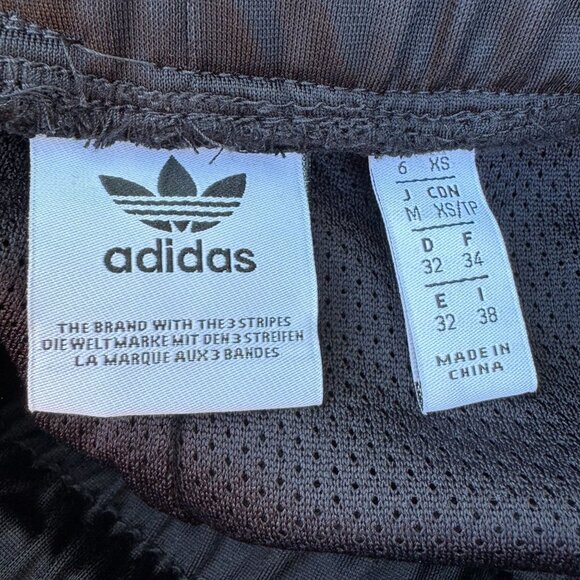 adidas
THE BRAND WITH THE 3 STRIPES
DIE WELTMARKE MIT DEN 3 STREIFEN
LA MARQUE AUX 3 BANDES
6 XS
J CDN
M XS/TP
D F
32 34
E I
32 38
MADE IN
CHINA